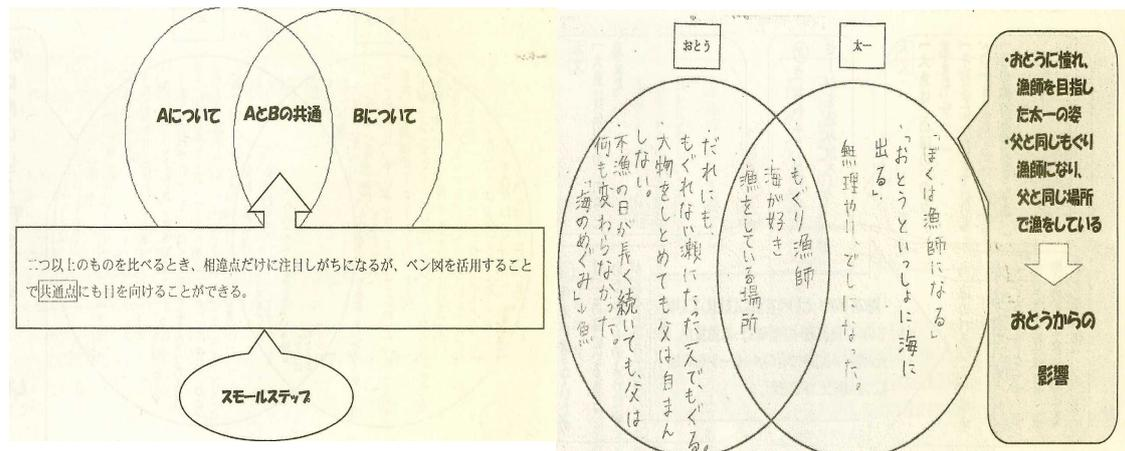 Aについて
AとBの共通
Bについて
二つ以上のものを比べるとき、相違点だけに注目しがちになるが、ベン図を活用すること
で共通点にも目を向けることができる。
スモールステップ
おとう
太一
「ぼくは漁師になる」
「おとうといっしょに海に
出る」
無理やり、でしになった。
・もぐり漁師
海が好き
漁をしている場所
・だれにも、
もぐれない瀬にたった一人で、もぐる。
大物をしとめても父は自まん
しない。
不漁の日が長く続いても、父は
何も変わらなかった。
「海のめぐみ」→魚
・おとうに憧れ、
漁師を目指し
た太一の姿
・父と同じもぐり
漁師になり、
父と同じ場所
で漁をしている
おとうからの
影響